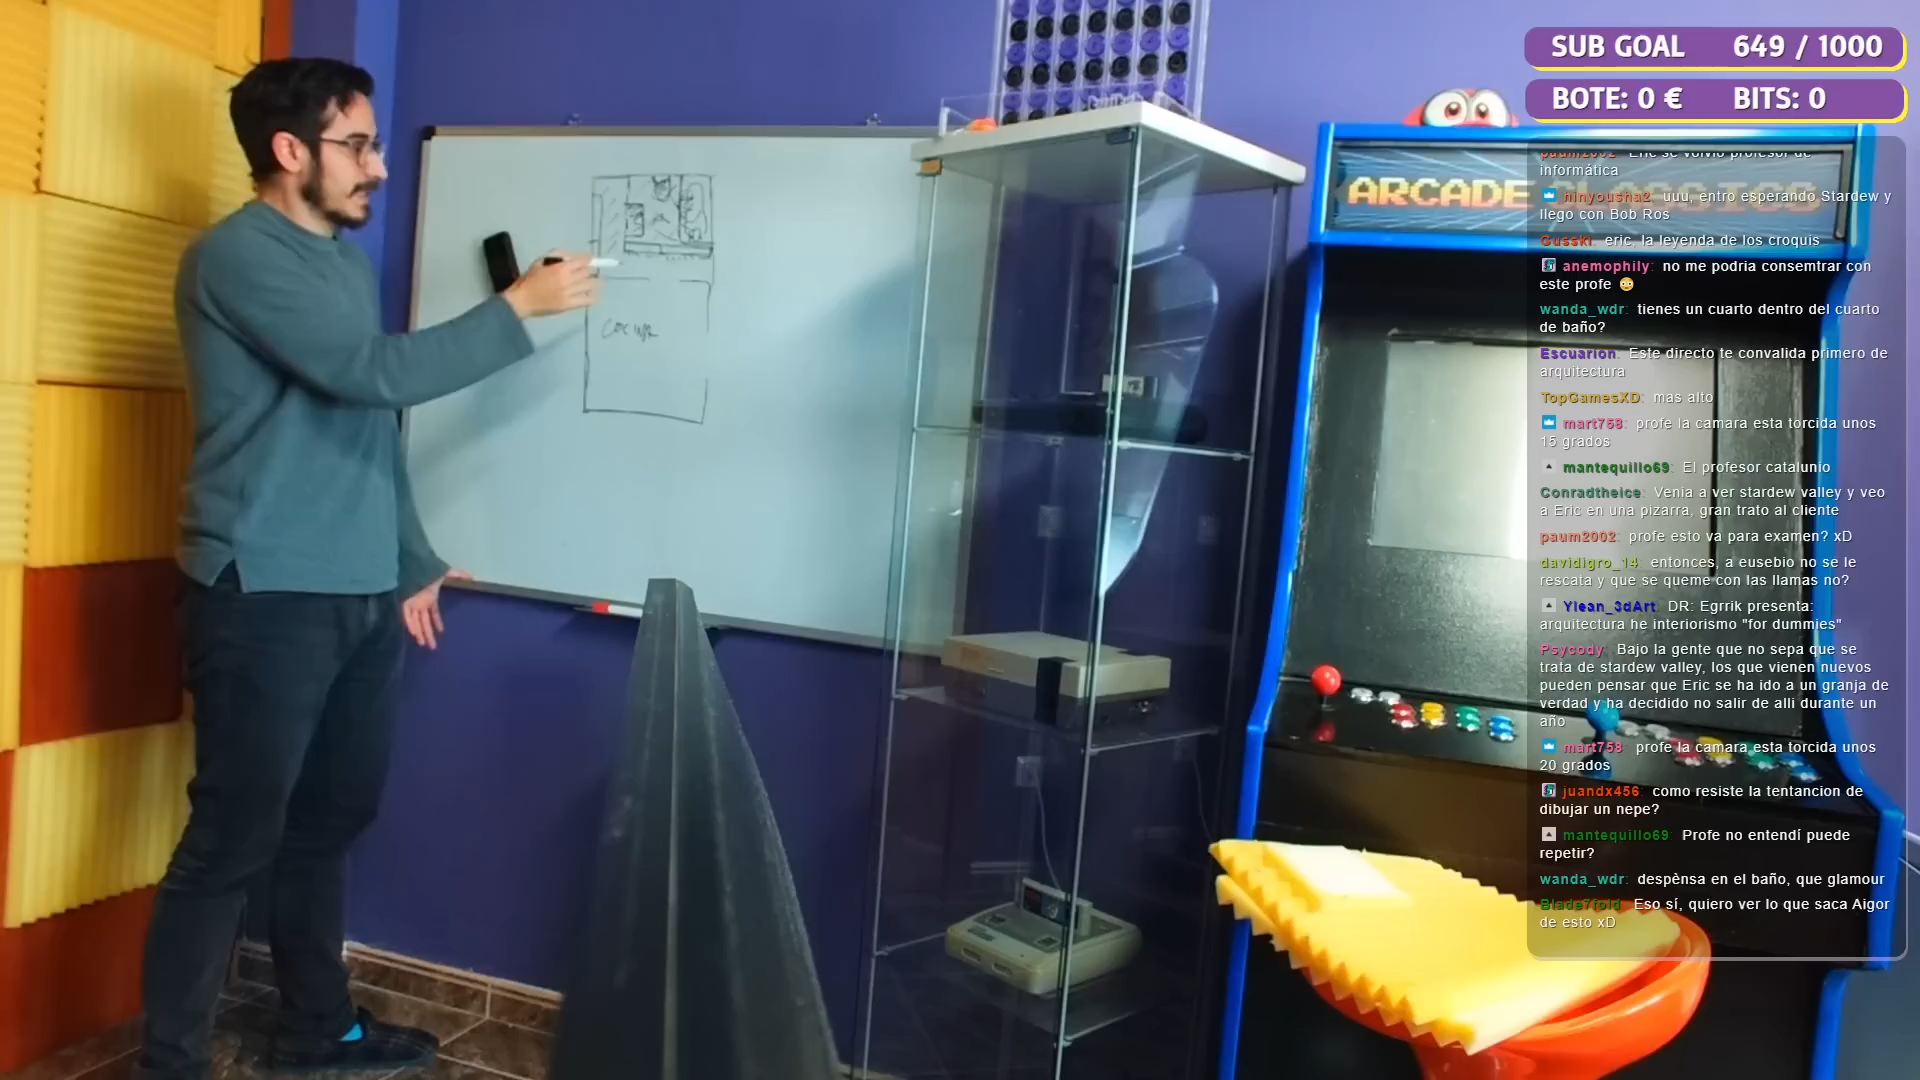 SUB GOAL 649 / 1000
BOTE: 0 € BITS: 0
ARCADE CLASSICS
paum2002: Eric se volvió profesor de
informática
ninyousha2: uuu, entro esperando Stardew y
llego con Bob Ros
Gusski: eric, la leyenda de los croquis
anemophily: no me podria consemtrar con
este profe 😳
wanda_wdr: tienes un cuarto dentro del cuarto
de baño?
Escuarion: Este directo te convalida primero de
arquitectura
TopGamesXD: mas alto
mart758: profe la camara esta torcida unos
15 grados
mantequillo69: El profesor catalunio
Conradtheice: Venia a ver stardew valley y veo
a Eric en una pizarra, gran trato al cliente
paum2002: profe esto va para examen? xD
davidigro_14: entonces, a eusebio no se le
rescata y que se queme con las llamas no?
Ylean_3dArt: DR: Egrrik presenta:
arquitectura he interiorismo "for dummies"
Psycody: Bajo la gente que no sepa que se
trata de stardew valley, los que vienen nuevos
pueden pensar que Eric se ha ido a un granja de
verdad y ha decidido no salir de alli durante un
año
mart758: profe la camara esta torcida unos
20 grados
juandx456: como resiste la tentancion de
dibujar un nepe?
mantequillo69: Profe no entendí puede
repetir?
wanda_wdr: despènsa en el baño, que glamour
Blade7fold: Eso sí, quiero ver lo que saca Aigor
de esto xD